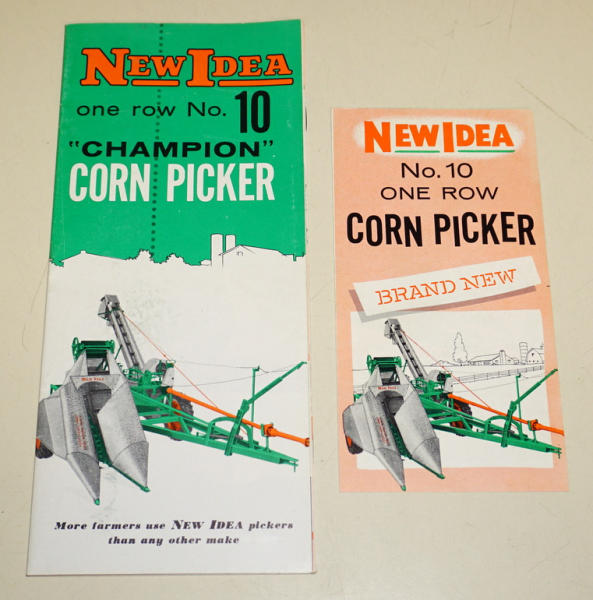 NEW IDEA
one row No. 10
"CHAMPION"
CORN PICKER
More farmers use NEW IDEA pickers
than any other make
NEW IDEA
No. 10
ONE ROW
CORN PICKER
BRAND NEW